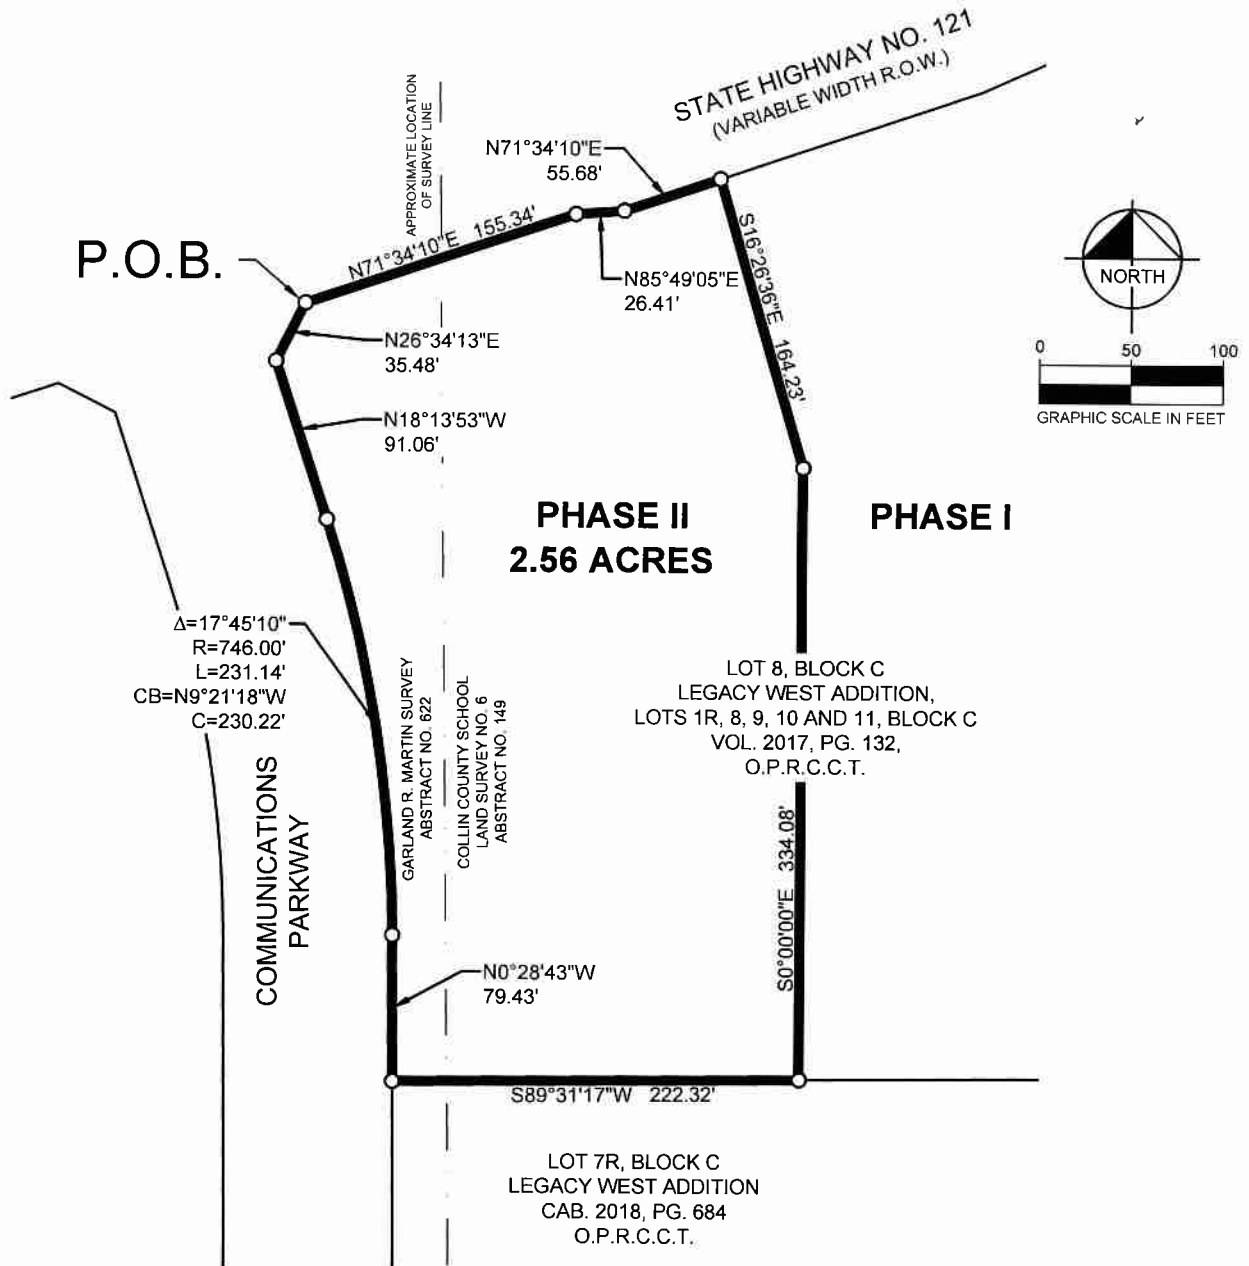 STATE HIGHWAY NO. 121
(VARIABLE WIDTH R.O.W.)
APPROXIMATE LOCATION
OF SURVEY LINE
N71°34'10"E
55.68'
P.O.B.
N71°34'10"E 155.34'
N85°49'05"E
26.41'
S16°26'36"E 164.23'
NORTH
0 50 100
GRAPHIC SCALE IN FEET
N26°34'13"E
35.48'
N18°13'53"W
91.06'
PHASE II
2.56 ACRES
PHASE I
Δ=17°45'10"
R=746.00'
L=231.14'
CB=N9°21'18"W
C=230.22'
GARLAND R. MARTIN SURVEY
ABSTRACT NO. 622
COLLIN COUNTY SCHOOL
LAND SURVEY NO. 6
ABSTRACT NO. 149
LOT 8, BLOCK C
LEGACY WEST ADDITION,
LOTS 1R, 8, 9, 10 AND 11, BLOCK C
VOL. 2017, PG. 132,
O.P.R.C.C.T.
COMMUNICATIONS
PARKWAY
S0°00'00"E 334.08'
N0°28'43"W
79.43'
S89°31'17"W 222.32'
LOT 7R, BLOCK C
LEGACY WEST ADDITION
CAB. 2018, PG. 684
O.P.R.C.C.T.